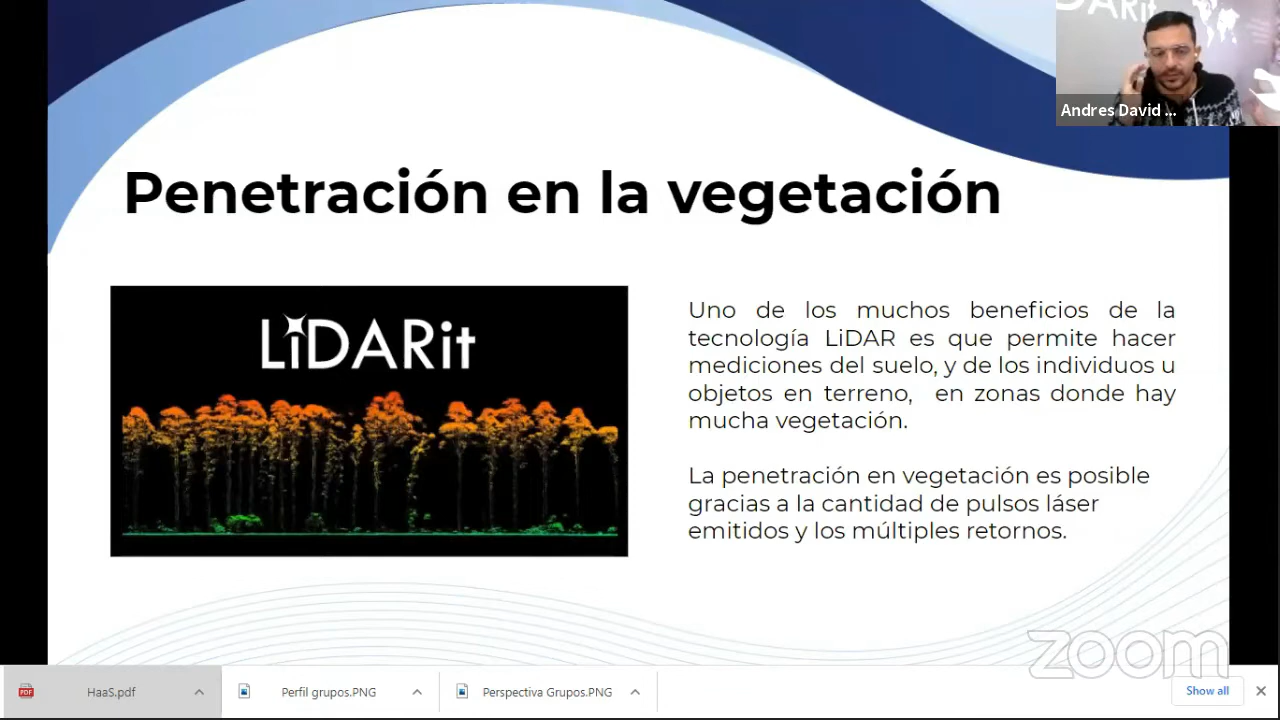 DARit
Andres David ...
Penetración en la vegetación
LiDARit
Uno de los muchos beneficios de la
tecnología LiDAR es que permite hacer
mediciones del suelo, y de los individuos u
objetos en terreno, en zonas donde hay
mucha vegetación.
La penetración en vegetación es posible
gracias a la cantidad de pulsos láser
emitidos y los múltiples retornos.
zoom
PDF
HaaS.pdf
Perfil grupos.PNG
Perspectiva Grupos.PNG
Show all